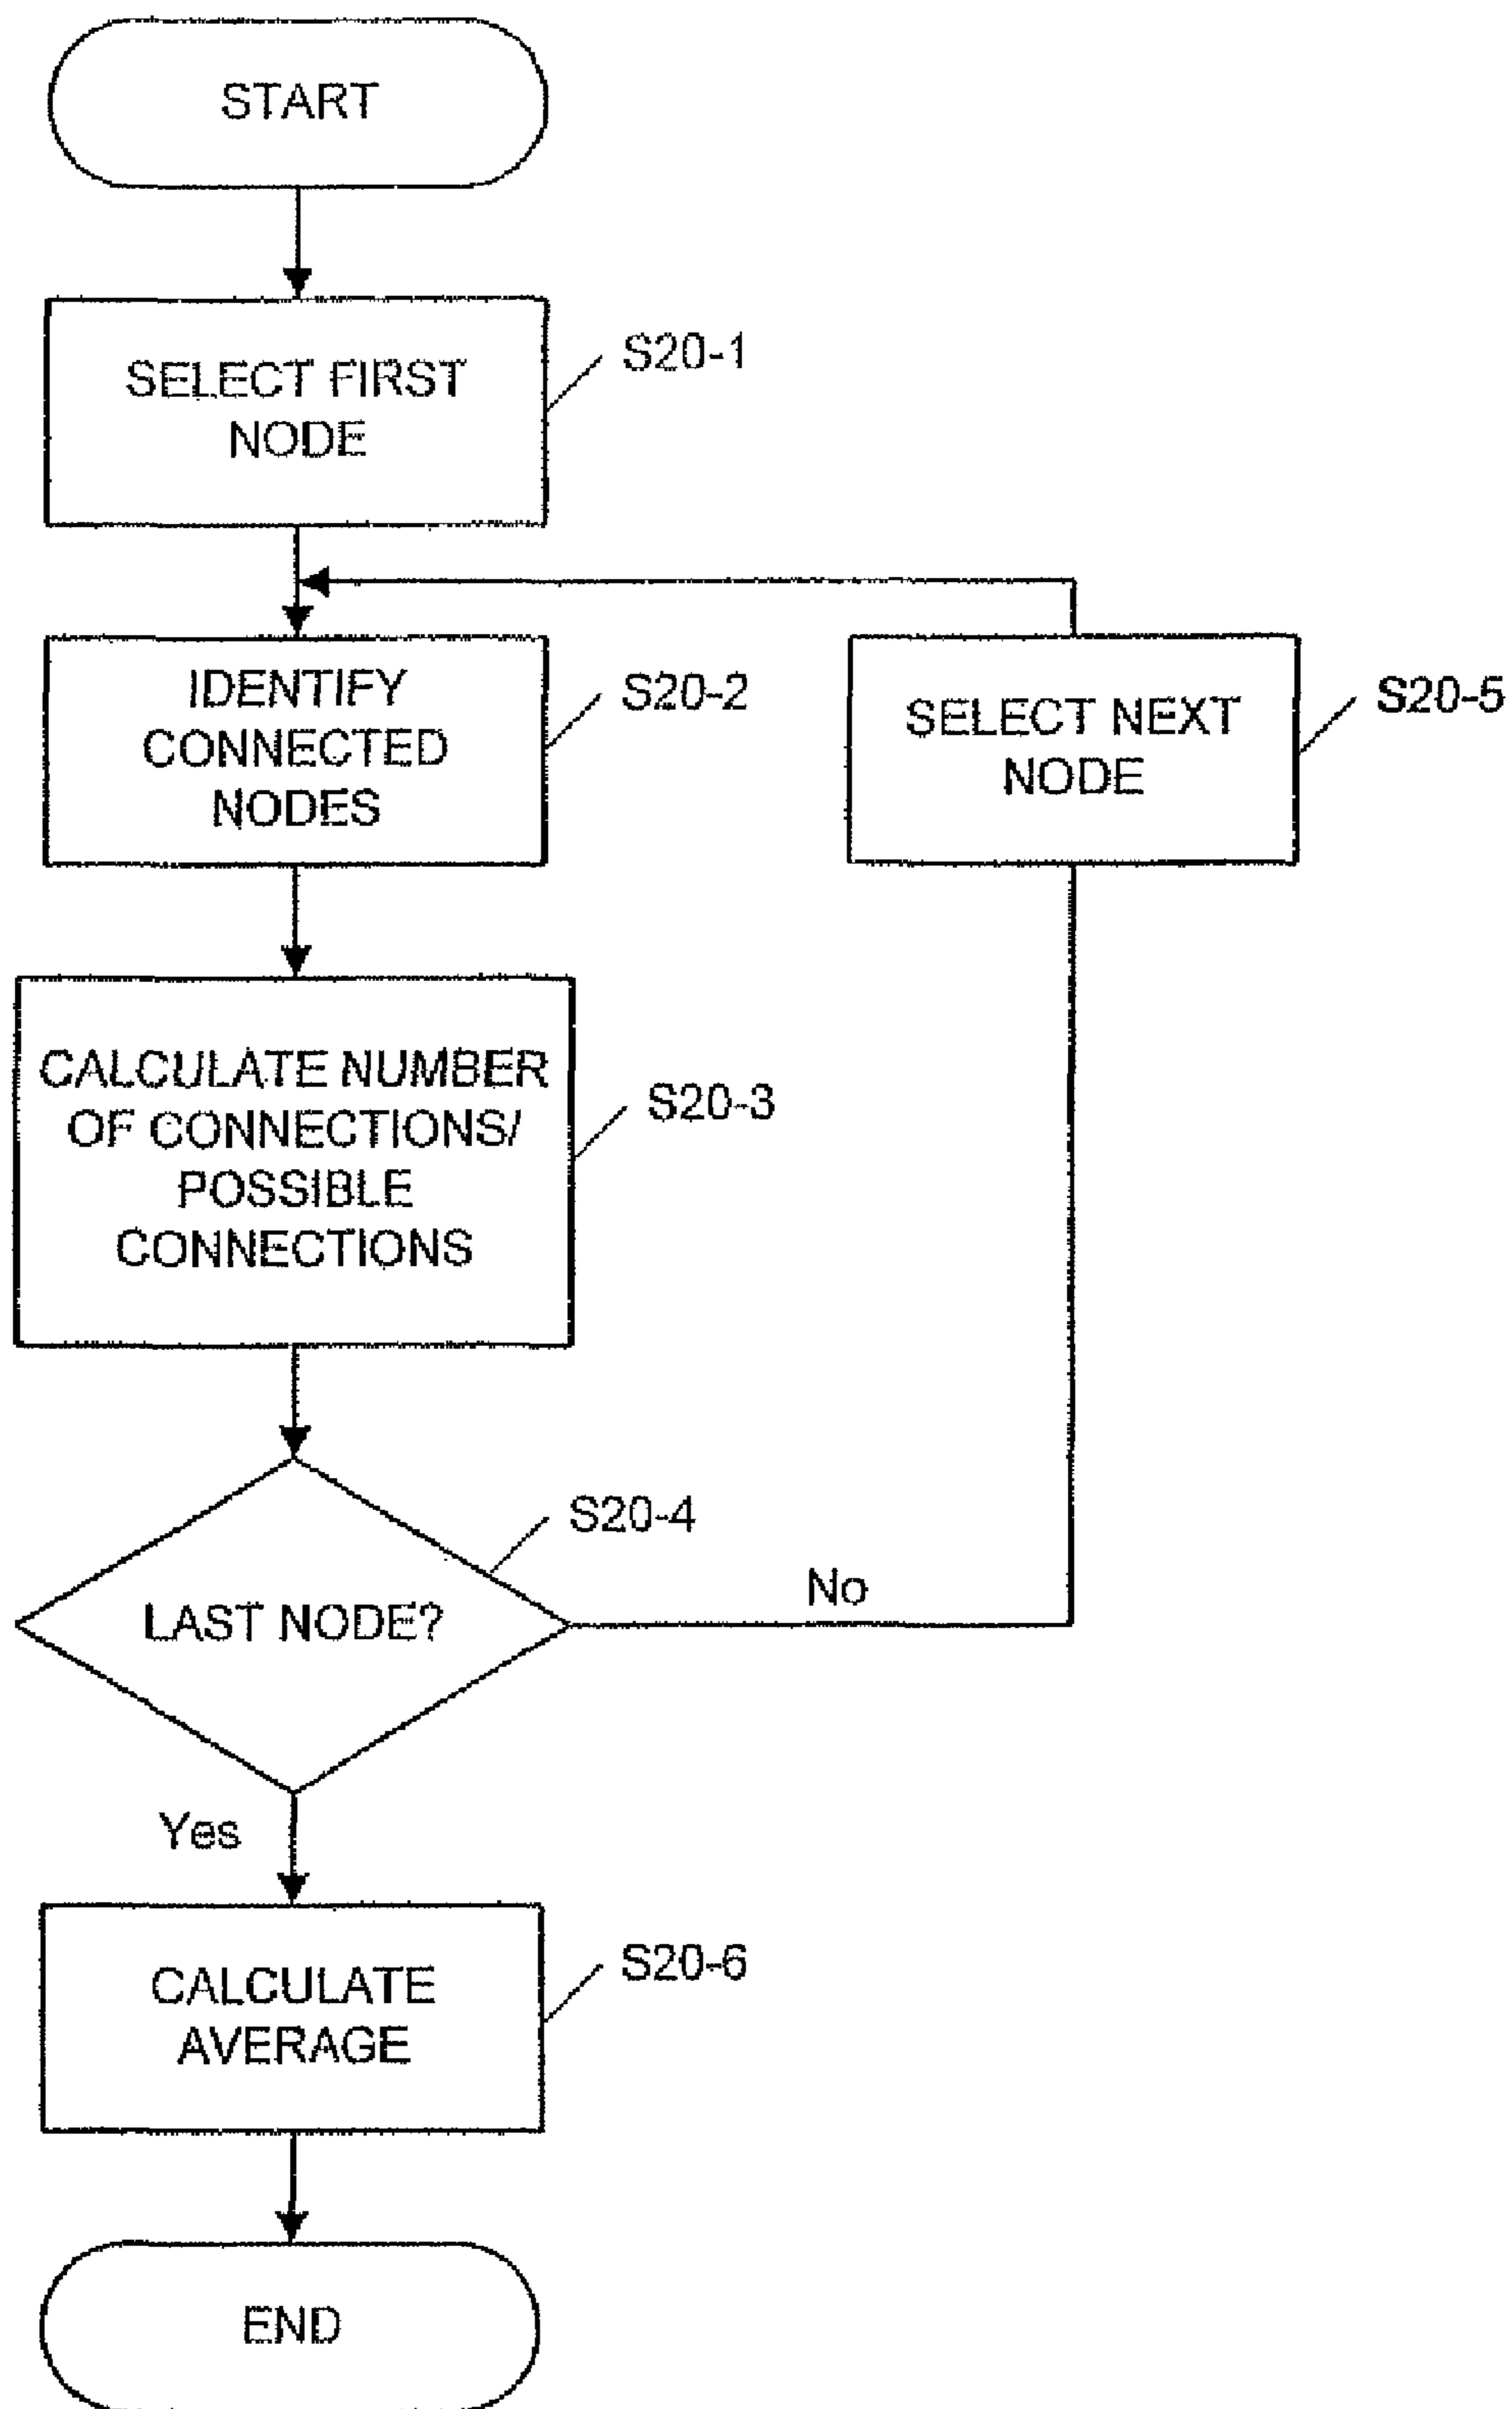 START
SELECT FIRST
NODE
S20-1
IDENTIFY
CONNECTED
NODES
S20-2
SELECT NEXT
NODE
S20-5
CALCULATE NUMBER
OF CONNECTIONS/
POSSIBLE
CONNECTIONS
S20-3
S20-4
LAST NODE?
No
Yes
CALCULATE
AVERAGE
S20-6
END